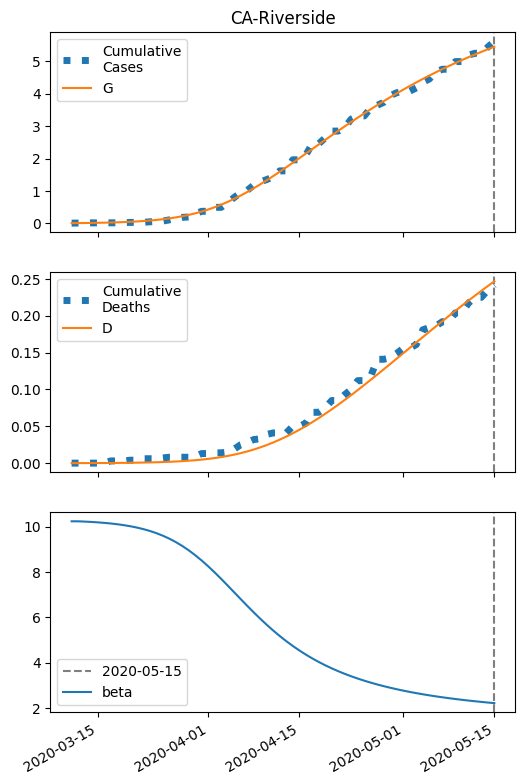 CA-Riverside
5
4
3
2
1
0
Cumulative
Cases
G
0.25
0.20
0.15
0.10
0.05
0.00
Cumulative
Deaths
D
10
8
6
4
2
2020-05-15
beta
2020-03-15
2020-04-01
2020-04-15
2020-05-01
2020-05-15